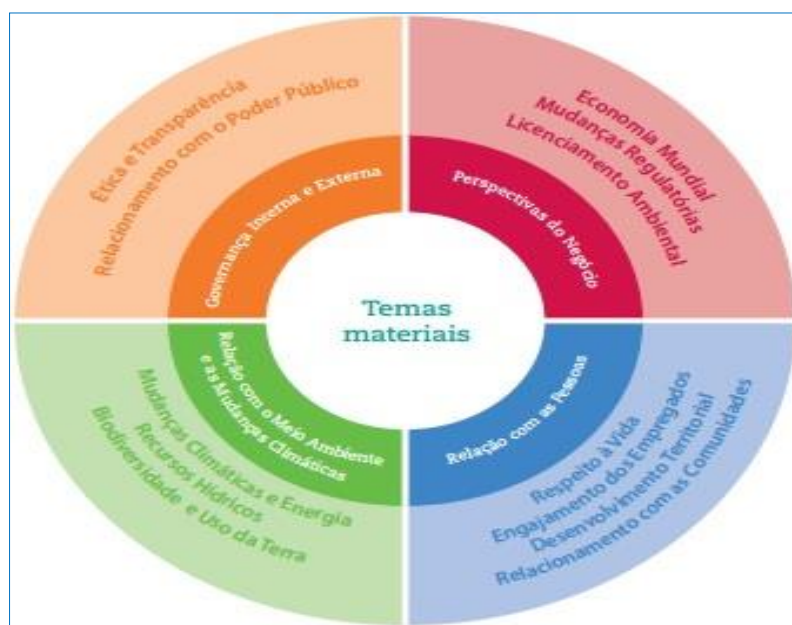 Ética e Transparência
Relacionamento com o Poder Público
Governança Interna e Externa
Economia Mundial
Mudanças Regulatórias
Licenciamento Ambiental
Perspectivas do Negócio
Temas
materiais
Relação com o Meio Ambiente
e as Mudanças Climáticas
Mudanças Climáticas e Energia
Recursos Hídricos
Biodiversidade e Uso da Terra
Relação com as Pessoas
Respeito à Vida
Engajamento dos Empregados
Desenvolvimento Territorial
Relacionamento com as Comunidades